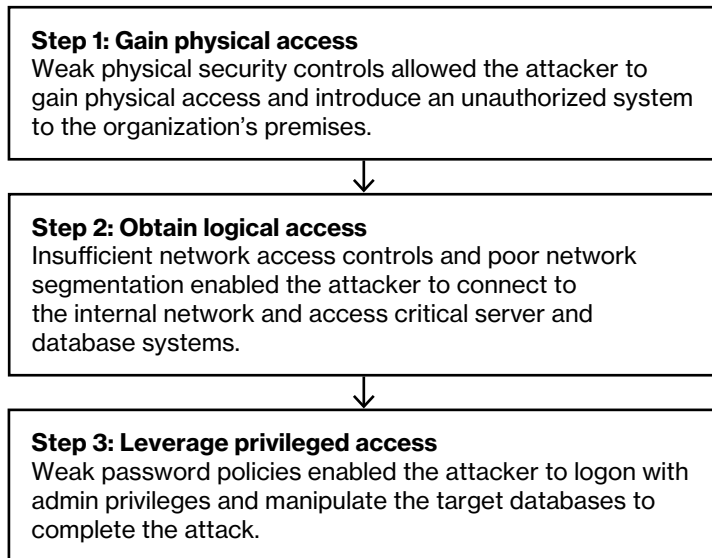 Step 1: Gain physical access
Weak physical security controls allowed the attacker to
gain physical access and introduce an unauthorized system
to the organization's premises.
Step 2: Obtain logical access
Insufficient network access controls and poor network
segmentation enabled the attacker to connect to
the internal network and access critical server and
database systems.
Step 3: Leverage privileged access
Weak password policies enabled the attacker to logon with
admin privileges and manipulate the target databases to
complete the attack.